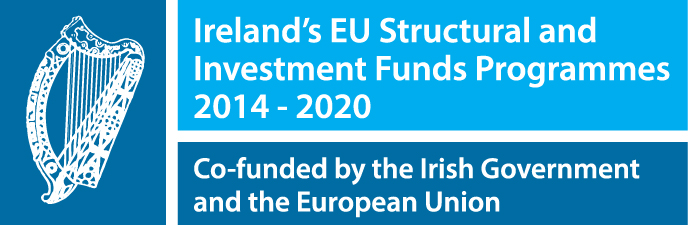 Ireland’s EU Structural and
Investment Funds Programmes
2014 - 2020
Co-funded by the Irish Government
and the European Union